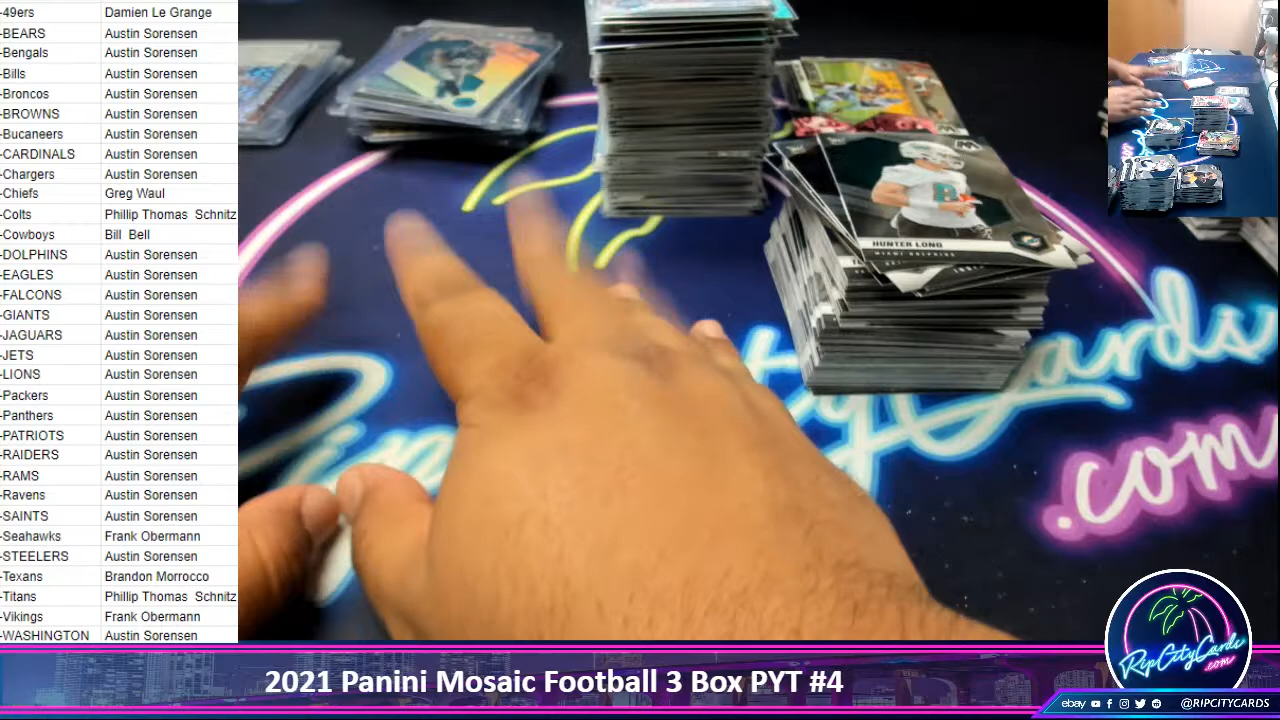 -49ers Damien Le Grange
-BEARS Austin Sorensen
-Bengals Austin Sorensen
-Bills Austin Sorensen
-Broncos Austin Sorensen
-BROWNS Austin Sorensen
-Bucaneers Austin Sorensen
-CARDINALS Austin Sorensen
-Chargers Austin Sorensen
-Chiefs Greg Waul
-Colts Phillip Thomas Schnitz
-Cowboys Bill Bell
-DOLPHINS Austin Sorensen
-EAGLES Austin Sorensen
-FALCONS Austin Sorensen
-GIANTS Austin Sorensen
-JAGUARS Austin Sorensen
-JETS Austin Sorensen
-LIONS Austin Sorensen
-Packers Austin Sorensen
-Panthers Austin Sorensen
-PATRIOTS Austin Sorensen
-RAIDERS Austin Sorensen
-RAMS Austin Sorensen
-Ravens Austin Sorensen
-SAINTS Austin Sorensen
-Seahawks Frank Obermann
-STEELERS Austin Sorensen
-Texans Brandon Morrocco
-Titans Phillip Thomas Schnitz
-Vikings Frank Obermann
-WASHINGTON Austin Sorensen
HUNTER LONG
MIAMI DOLPHINS
Cards
.com
RipCityCards
.com
2021 Panini Mosaic Football 3 Box PYT #4
ebay @RIPCITYCARDS